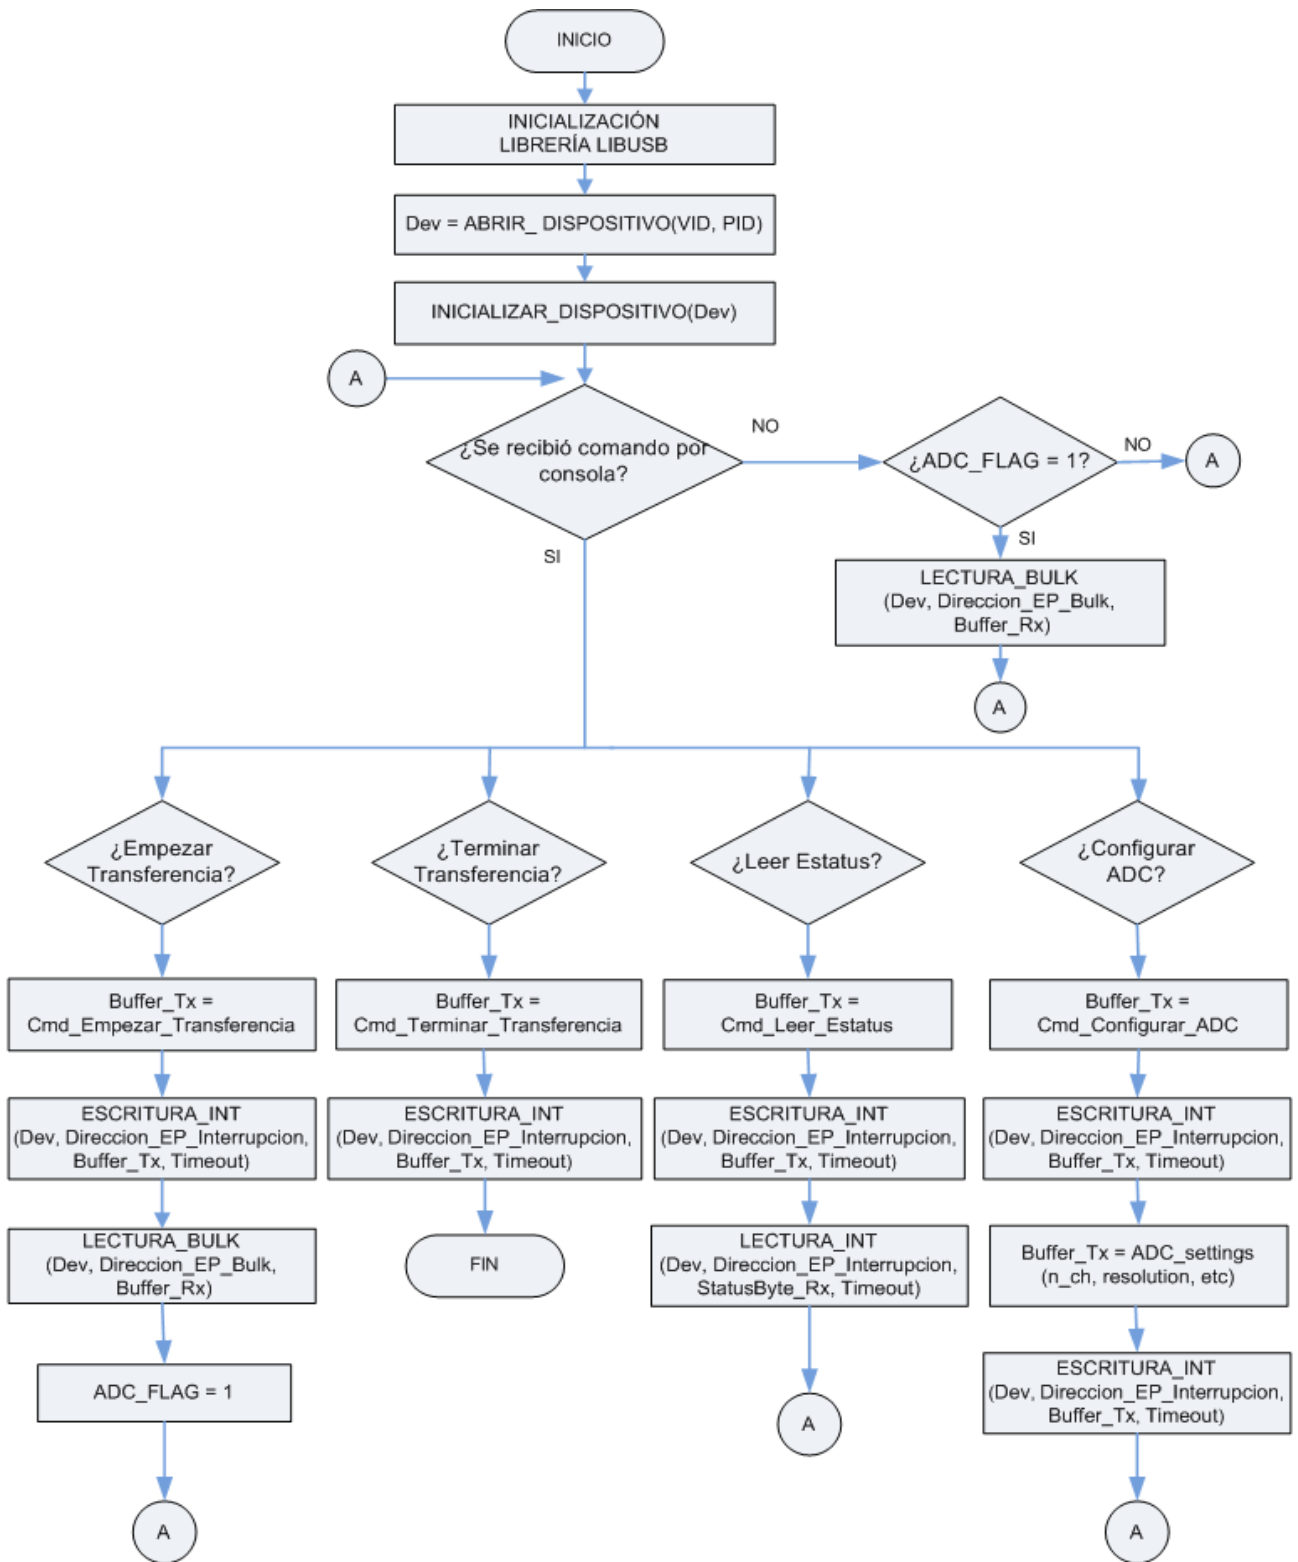 INICIO
INICIALIZACIÓN
LIBRERÍA LIBUSB
Dev = ABRIR_ DISPOSITIVO(VID, PID)
INICIALIZAR_DISPOSITIVO(Dev)
A
¿Se recibió comando por
consola?
NO
¿ADC_FLAG = 1?
NO
A
SI
SI
LECTURA_BULK
(Dev, Direccion_EP_Bulk,
Buffer_Rx)
A
¿Empezar
Transferencia?
¿Terminar
Transferencia?
¿Leer Estatus?
¿Configurar
ADC?
Buffer_Tx =
Cmd_Empezar_Transferencia
Buffer_Tx =
Cmd_Terminar_Transferencia
Buffer_Tx =
Cmd_Leer_Estatus
Buffer_Tx =
Cmd_Configurar_ADC
ESCRITURA_INT
(Dev, Direccion_EP_Interrupcion,
Buffer_Tx, Timeout)
ESCRITURA_INT
(Dev, Direccion_EP_Interrupcion,
Buffer_Tx, Timeout)
ESCRITURA_INT
(Dev, Direccion_EP_Interrupcion,
Buffer_Tx, Timeout)
ESCRITURA_INT
(Dev, Direccion_EP_Interrupcion,
Buffer_Tx, Timeout)
LECTURA_BULK
(Dev, Direccion_EP_Bulk,
Buffer_Rx)
FIN
LECTURA_INT
(Dev, Direccion_EP_Interrupcion,
StatusByte_Rx, Timeout)
Buffer_Tx = ADC_settings
(n_ch, resolution, etc)
ADC_FLAG = 1
A
ESCRITURA_INT
(Dev, Direccion_EP_Interrupcion,
Buffer_Tx, Timeout)
A
A